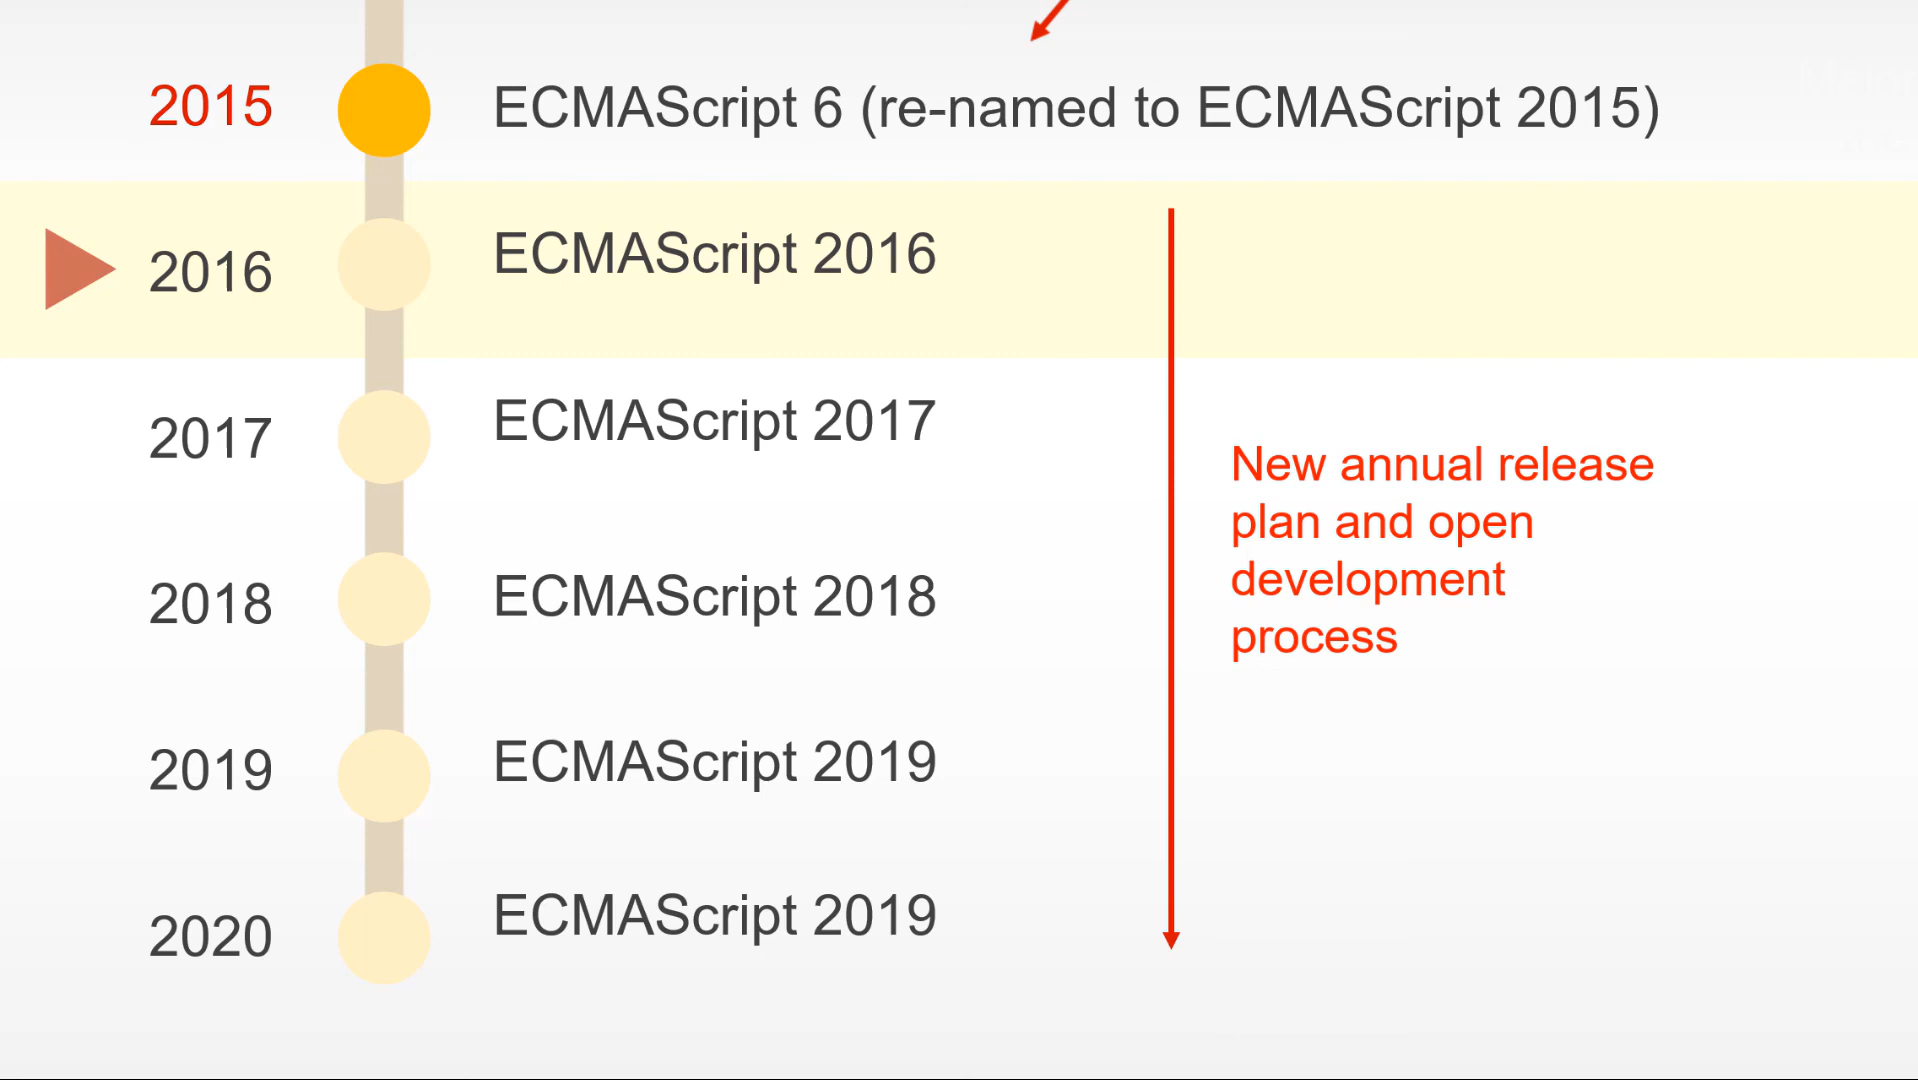 2015 ECMAScript 6 (re-named to ECMAScript 2015)
2016 ECMAScript 2016
2017 ECMAScript 2017
New annual release
plan and open
development
process
2018 ECMAScript 2018
2019 ECMAScript 2019
2020 ECMAScript 2019